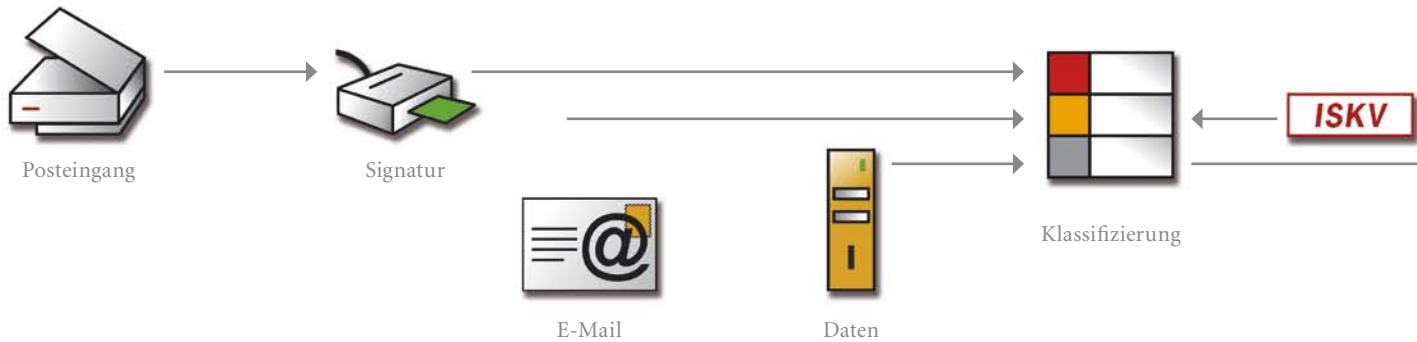 ISKV
Posteingang
Signatur
Klassifizierung
@
E-Mail
Daten